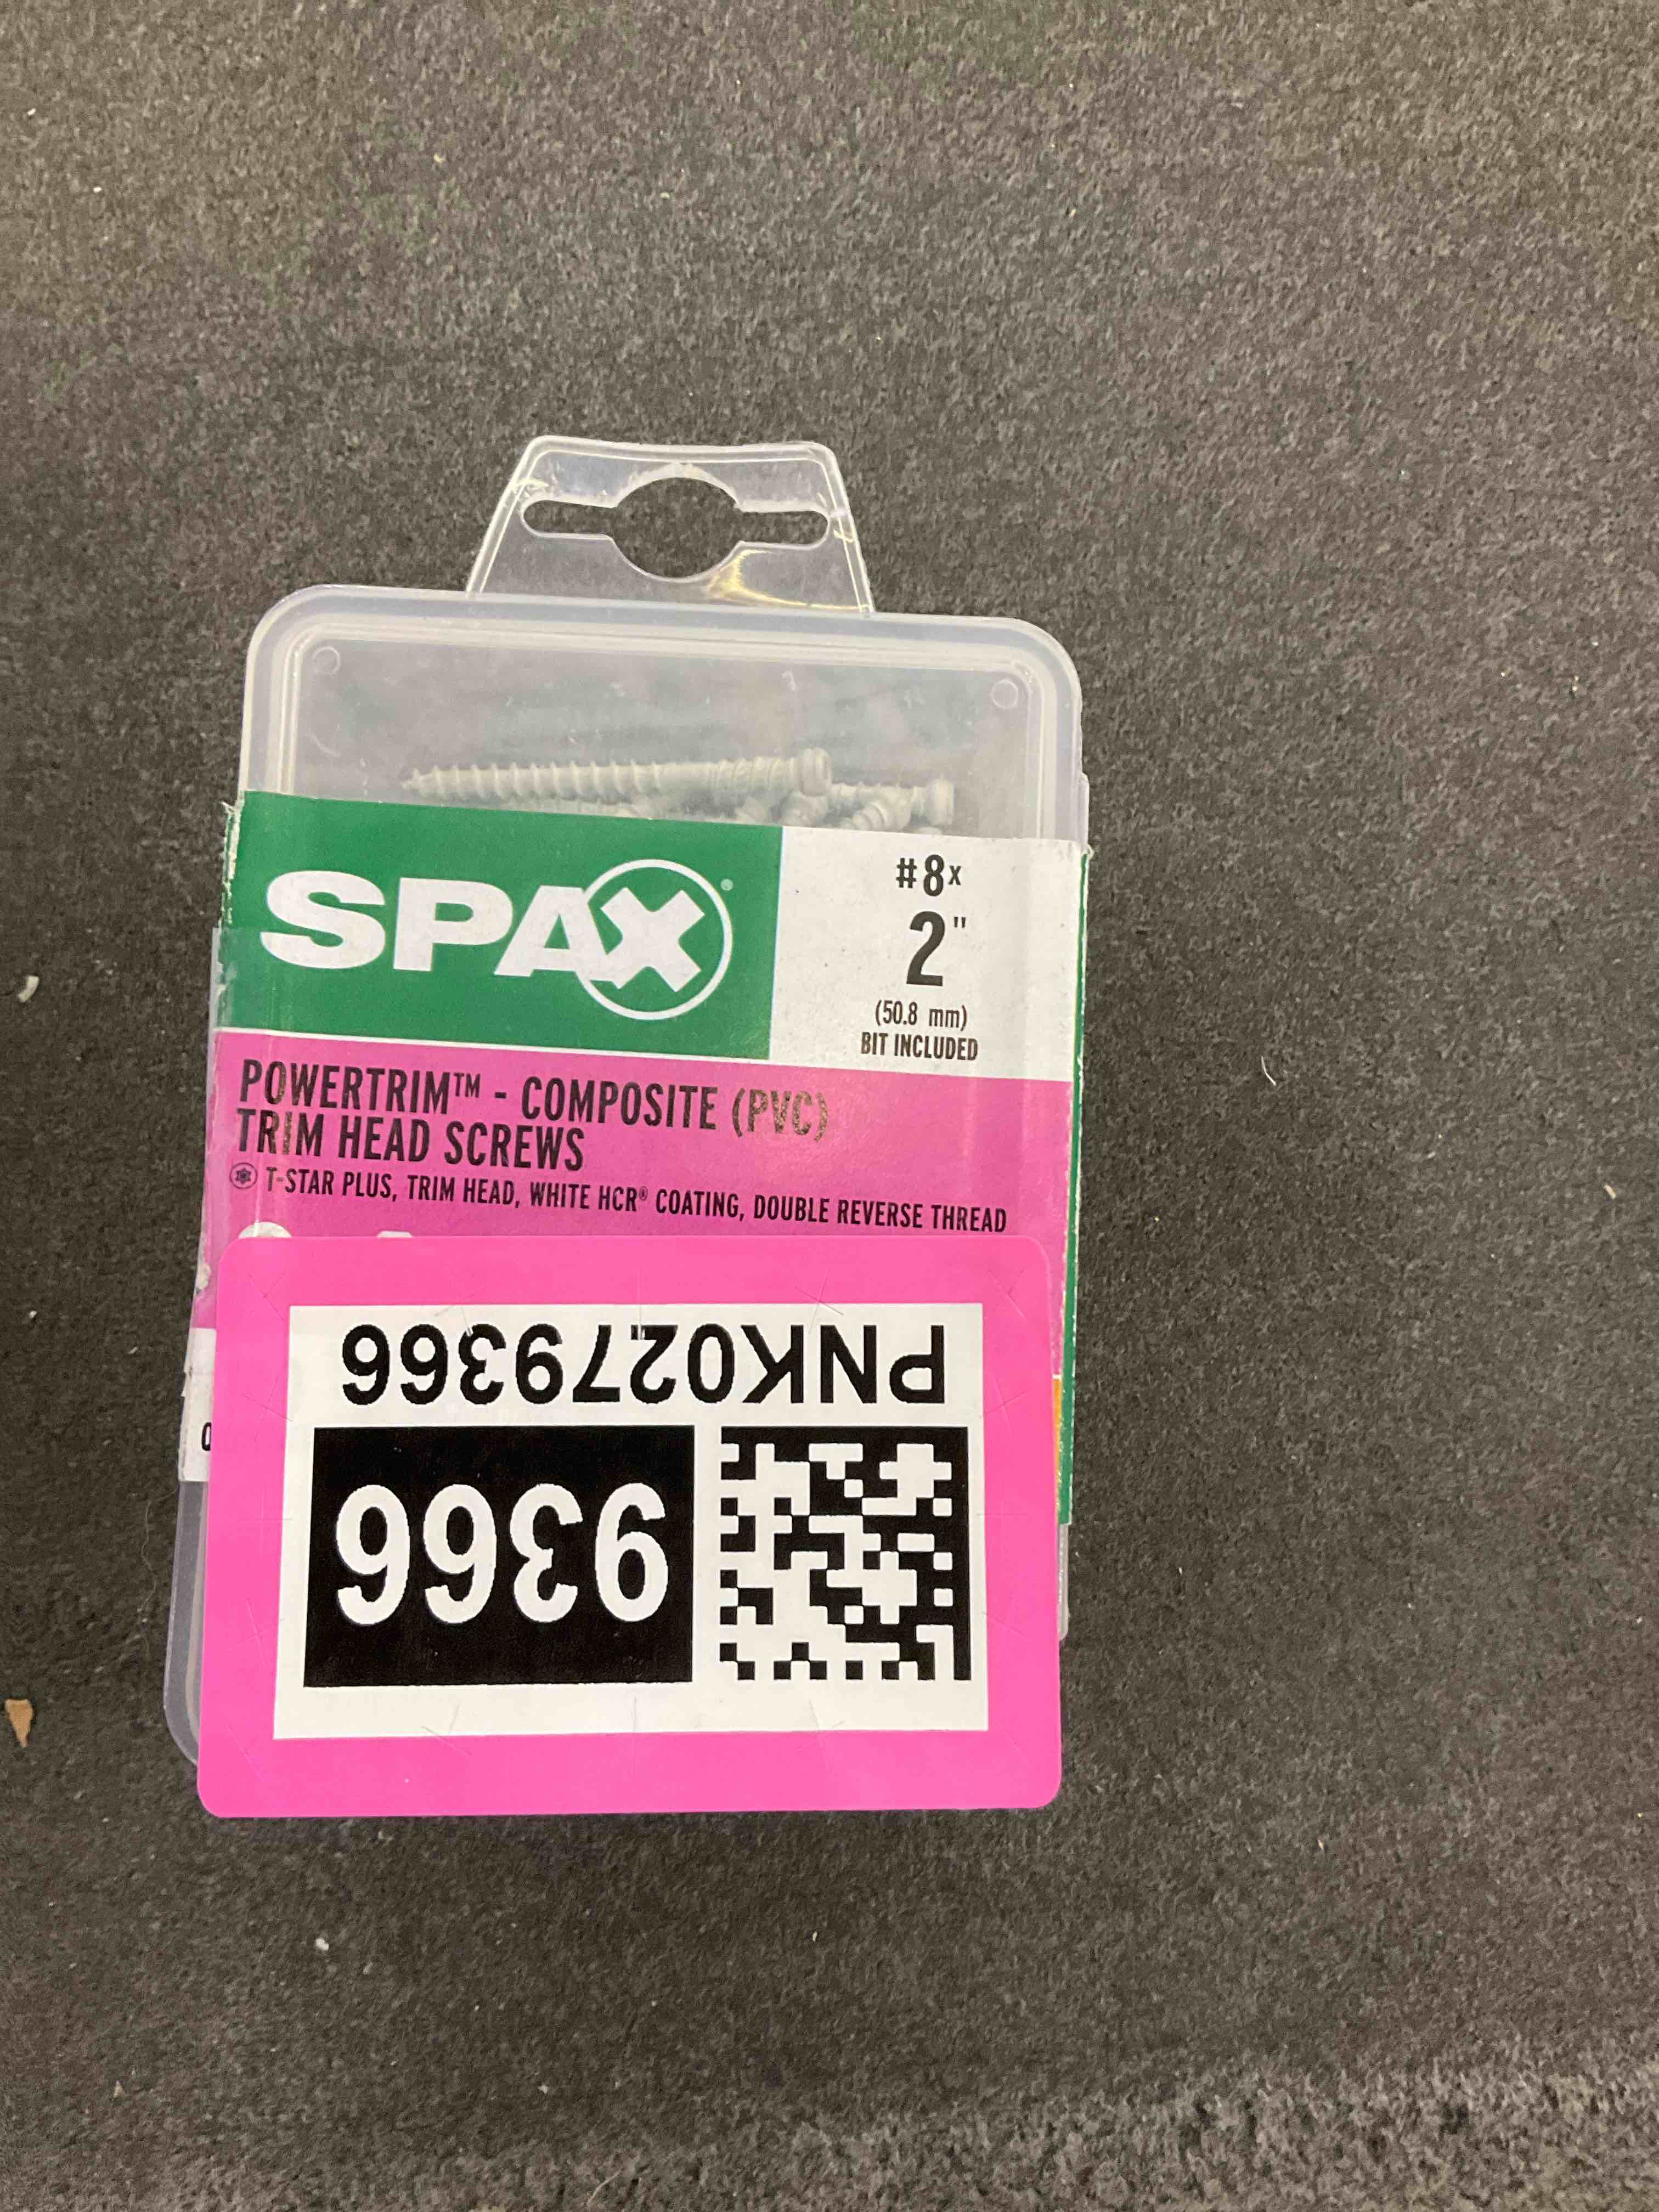 SPAX®
#8x
2"
(50.8 mm)
BIT INCLUDED
POWERTRIM™ - COMPOSITE (PVC)
TRIM HEAD SCREWS
T-STAR PLUS, TRIM HEAD, WHITE HCR® COATING, DOUBLE REVERSE THREAD
PNK0279366
9366